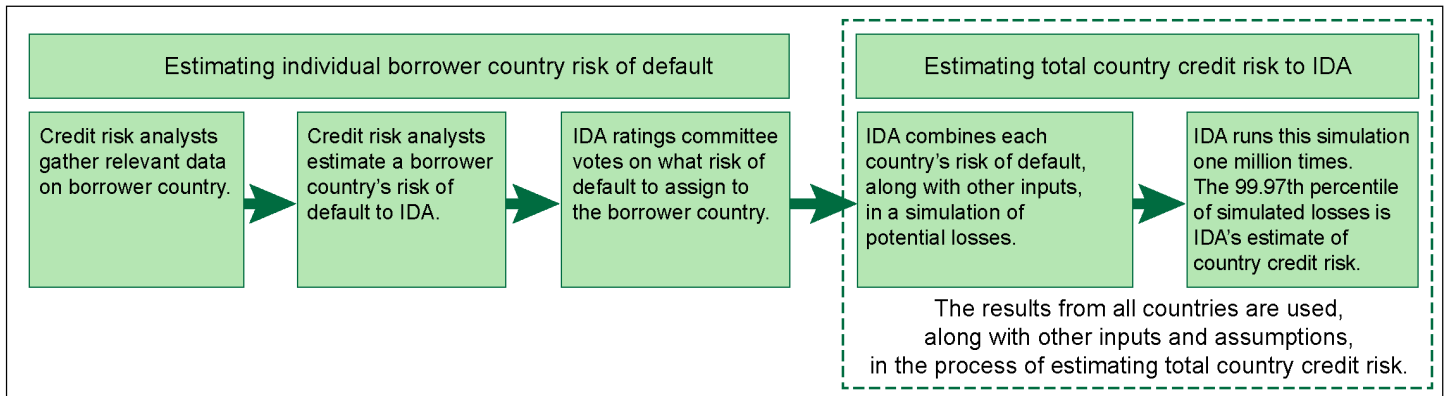 Estimating individual borrower country risk of default
Credit risk analysts
gather relevant data
on borrower country.
Credit risk analysts
estimate a borrower
country's risk of
default to IDA.
IDA ratings committee
votes on what risk of
default to assign to
the borrower country.
Estimating total country credit risk to IDA
IDA combines each
country's risk of default,
along with other inputs,
in a simulation of
potential losses.
IDA runs this simulation
one million times.
The 99.97th percentile
of simulated losses is
IDA's estimate of
country credit risk.
The results from all countries are used,
along with other inputs and assumptions,
in the process of estimating total country credit risk.